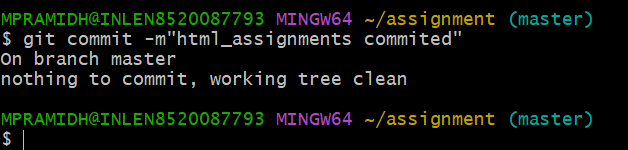 MPRAMIDH@INLEN8520087793 MINGW64 ~/assignment (master)
$ git commit -m"html_assignments commited"
On branch master
nothing to commit, working tree clean
MPRAMIDH@INLEN8520087793 MINGW64 ~/assignment (master)
$